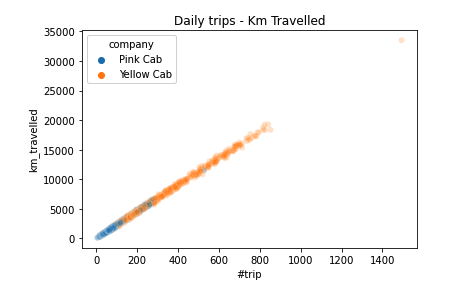 Daily trips - Km Travelled
company
Pink Cab
Yellow Cab
35000
30000
25000
20000
15000
10000
5000
0
km_travelled
0 200 400 600 800 1000 1200 1400
#trip